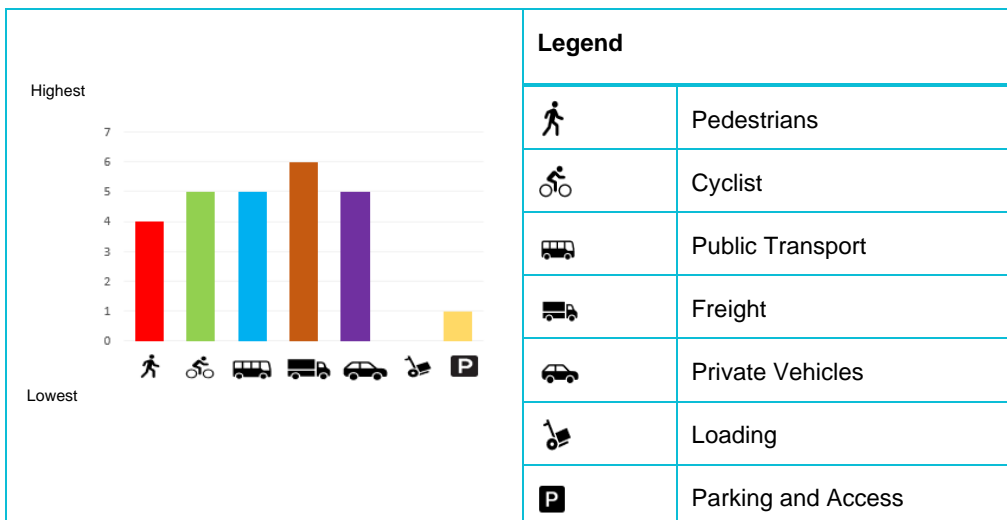 Highest
7
6
5
4
3
2
1
0
P
Lowest
Legend
Pedestrians
Cyclist
Public Transport
Freight
Private Vehicles
Loading
P Parking and Access